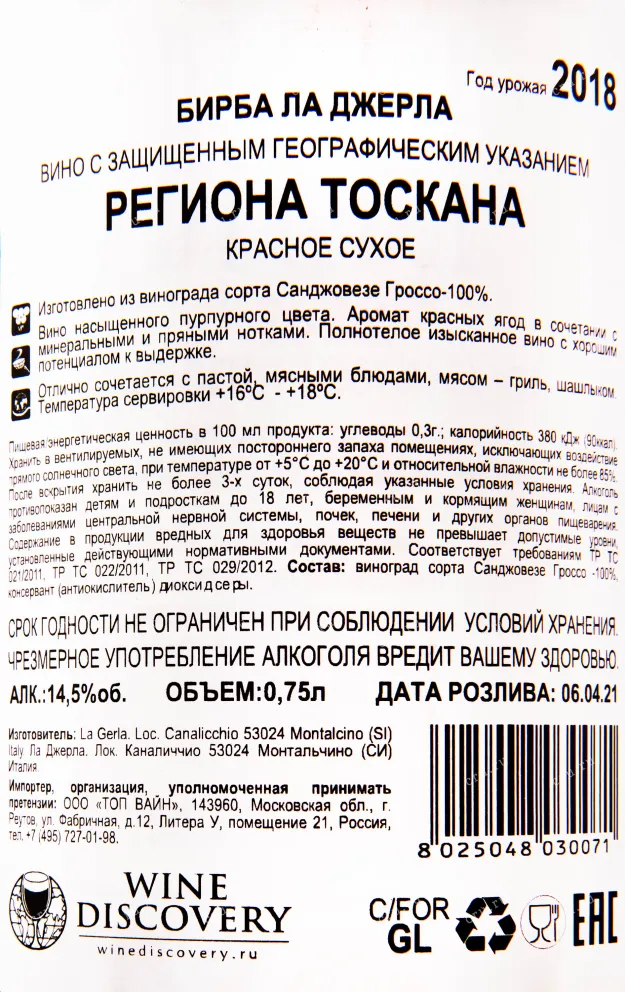 Год урожая 2018
БИРБА ЛА ДЖЕРЛА
ВИНО С ЗАЩИЩЕННЫМ ГЕОГРАФИЧЕСКИМ УКАЗАНИЕМ
РЕГИОНА ТОСКАНА
КРАСНОЕ СУХОЕ
Изготовлено из винограда сорта Санджовезе Гроссо-100%.
Вино насыщенного пурпурного цвета. Аромат красных ягод в сочетании с
минеральными и пряными нотками. Полнотелое изысканное вино с хорошим
потенциалом к выдержке.
Отлично сочетается с пастой, мясными блюдами, мясом – гриль, шашлыком.
Температура сервировки +16°С - +18°С.
Пищевая/энергетическая ценность в 100 мл продукта: углеводы 0,3г.; калорийность 380 кДж (90ккал).
Хранить в вентилируемых, не имеющих постороннего запаха помещениях, исключающих воздействие
прямого солнечного света, при температуре от +5°С до +20°С и относительной влажности не более 85%.
После вскрытия хранить не более 3-х суток, соблюдая указанные условия хранения. Алкоголь
противопоказан детям и подросткам до 18 лет, беременным и кормящим женщинам, лицам с
заболеваниями центральной нервной системы, почек, печени и других органов пищеварения.
Содержание в продукции вредных для здоровья веществ не превышает допустимые уровни,
установленные действующими нормативными документами. Соответствует требованиям ТР ТС
021/2011, ТР ТС 022/2011, ТР ТС 029/2012. Состав: виноград сорта Санджовезе Гроссо -100%,
консервант (антиокислитель) диоксид серы.
СРОК ГОДНОСТИ НЕ ОГРАНИЧЕН ПРИ СОБЛЮДЕНИИ УСЛОВИЙ ХРАНЕНИЯ.
ЧРЕЗМЕРНОЕ УПОТРЕБЛЕНИЕ АЛКОГОЛЯ ВРЕДИТ ВАШЕМУ ЗДОРОВЬЮ.
АЛК.:14,5%об. ОБЪЕМ:0,75л ДАТА РОЗЛИВА: 06.04.21
Изготовитель: La Gerla. Loc. Canalicchio 53024 Montalcino (SI)
Italy Ла Джерла. Лок. Каналиччио 53024 Монтальчино (СИ)
Италия
Импортер, организация, уполномоченная принимать
претензии: ООО «ТОП ВАЙН», 143960, Московская обл., г.
Реутов, ул. Фабричная, д.12, Литера У, помещение 21, Россия,
тел. +7 (495) 727-01-98.
8 025048 030071
WINE
DISCOVERY
winediscovery.ru
C/FOR
GL
ЕАС